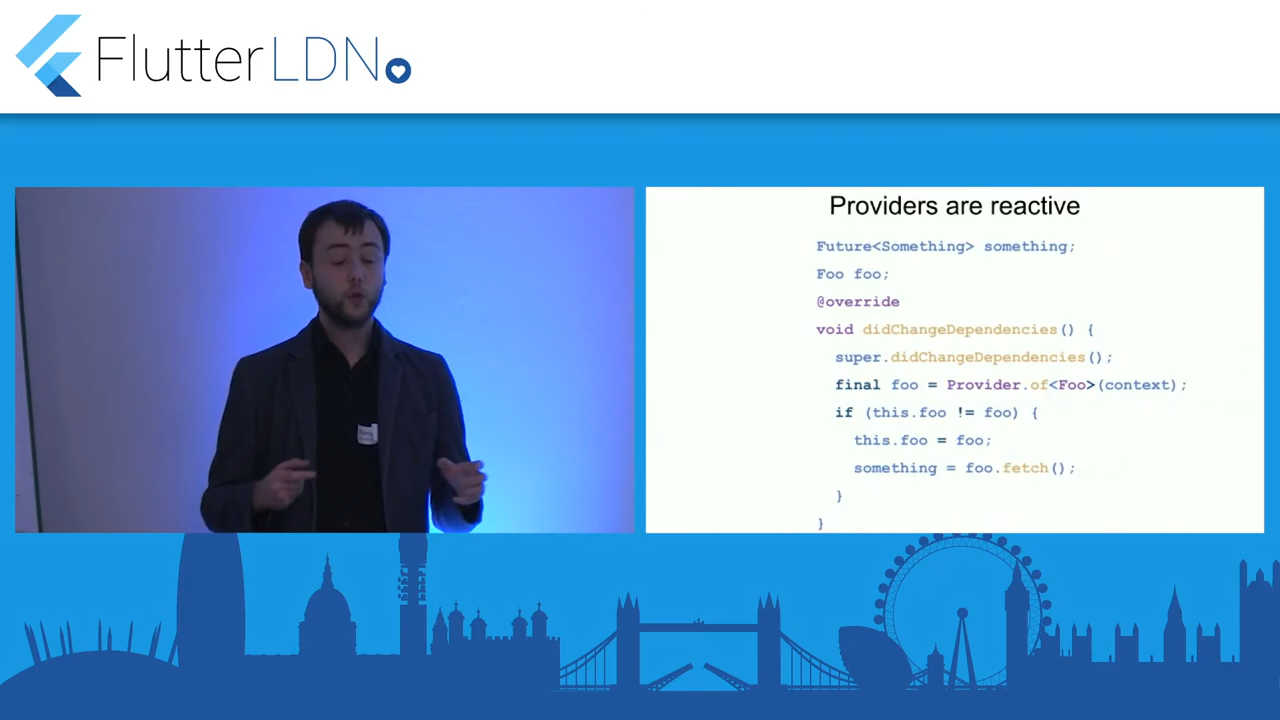 FlutterLDN
Providers are reactive
Future<Something> something;
Foo foo;
@override
void didChangeDependencies() {
super.didChangeDependencies();
final foo = Provider.of<Foo>(context);
if (this.foo != foo) {
this.foo = foo;
something = foo.fetch();
}
}